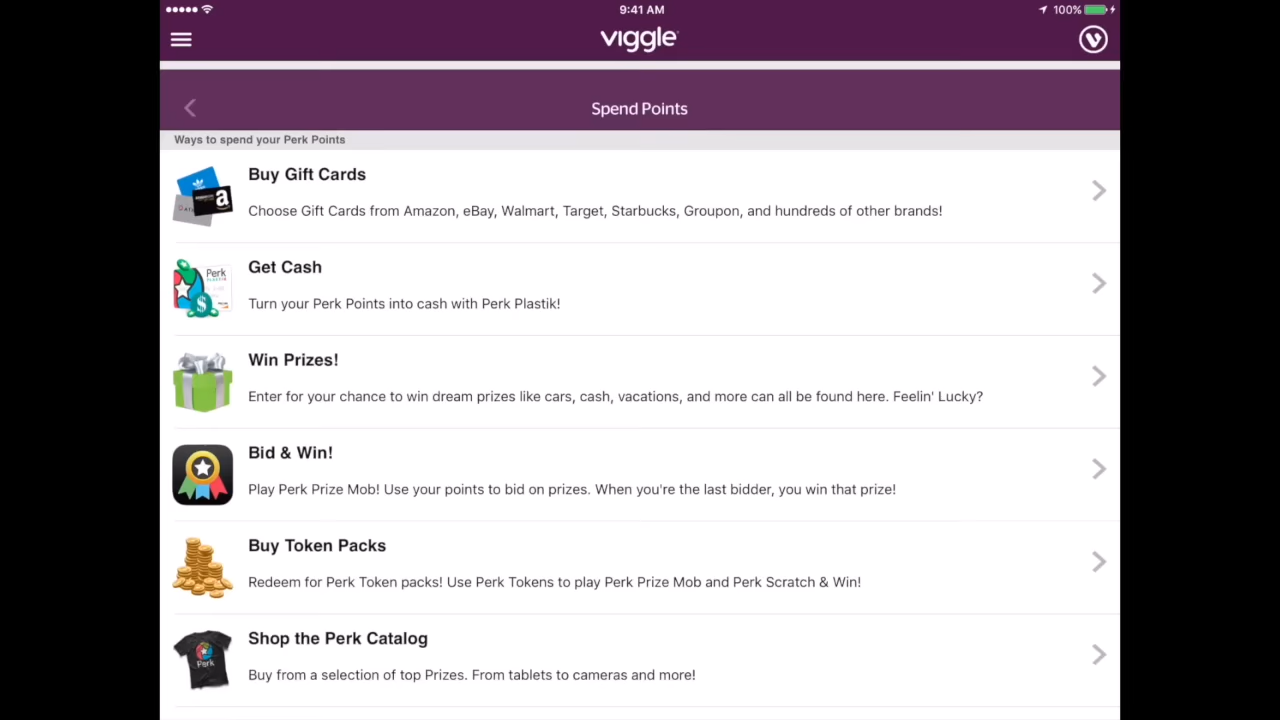 9:41 AM
100%
viggle
Spend Points
Ways to spend your Perk Points
Buy Gift Cards
Choose Gift Cards from Amazon, eBay, Walmart, Target, Starbucks, Groupon, and hundreds of other brands!
a
Get Cash
Perk
Turn your Perk Points into cash with Perk Plastik!
$
Win Prizes!
Enter for your chance to win dream prizes like cars, cash, vacations, and more can all be found here. Feelin' Lucky?
Bid & Win!
Play Perk Prize Mob! Use your points to bid on prizes. When you're the last bidder, you win that prize!
Buy Token Packs
Redeem for Perk Token packs! Use Perk Tokens to play Perk Prize Mob and Perk Scratch & Win!
Shop the Perk Catalog
Perk
Buy from a selection of top Prizes. From tablets to cameras and more!